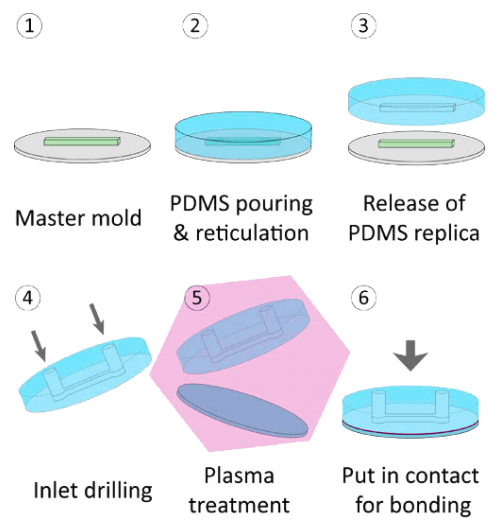 1
2
3
Master mold
PDMS pouring
& reticulation
Release of
PDMS replica
4
5
6
Inlet drilling
Plasma
treatment
Put in contact
for bonding